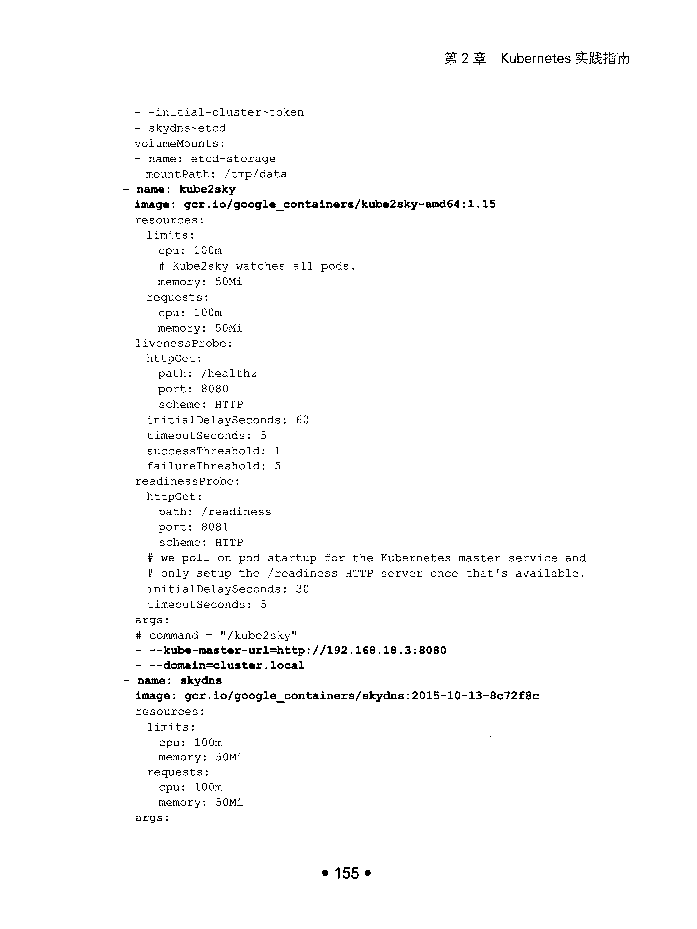 第 2 章 Kubernetes 实践指南
- -initial-cluster-token
- skydns-etcd
volumeMounts:
- name: etcd-storage
mountPath: /tmp/data
- name: kube2sky
image: gcr.io/google_containers/kube2sky-amd64:1.15
resources:
limits:
cpu: 100m
# Kube2sky watches all pods.
memory: 50Mi
requests:
cpu: 100m
memory: 50Mi
livenessProbe:
httpGet:
path: /healthz
port: 8080
scheme: HTTP
initialDelaySeconds: 60
timeoutSeconds: 5
successThreshold: 1
failureThreshold: 5
readinessProbe:
httpGet:
path: /readiness
port: 8081
scheme: HTTP
# we poll on pod startup for the Kubernetes master service and
# only setup the /readiness HTTP server once that's available.
initialDelaySeconds: 30
timeoutSeconds: 5
args:
# command = "/kube2sky"
- --kube-master-url=http://192.168.18.3:8080
- --domain=cluster.local
- name: skydns
image: gcr.io/google_containers/skydns:2015-10-13-8c72f8c
resources:
limits:
cpu: 100m
memory: 50Mi
requests:
cpu: 100m
memory: 50Mi
args:
• 155 •